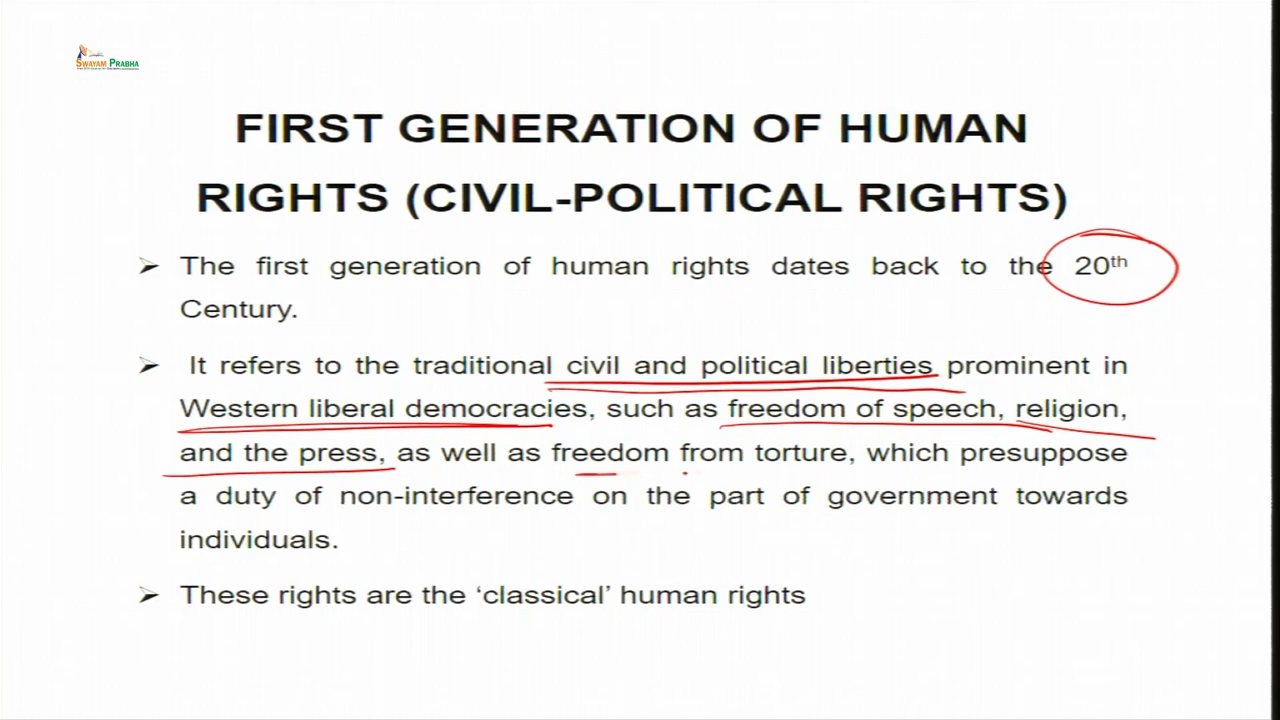 SWAYAM PRABHA
FIRST GENERATION OF HUMAN
RIGHTS (CIVIL-POLITICAL RIGHTS)
➢ The first generation of human rights dates back to the 20th
Century.
➢ It refers to the traditional civil and political liberties prominent in
Western liberal democracies, such as freedom of speech, religion,
and the press, as well as freedom from torture, which presuppose
a duty of non-interference on the part of government towards
individuals.
➢ These rights are the ‘classical’ human rights